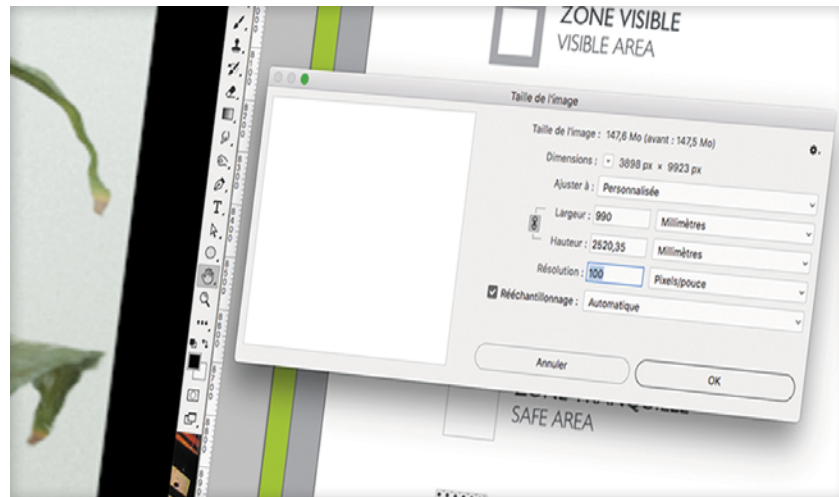 ZONE VISIBLE
VISIBLE AREA
Taille de l'image
Taille de l'image : 147,6 Mo (avant : 147,5 Mo)
Dimensions : 3898 px × 9923 px
Ajuster à : Personnalisée
Largeur : 990 Millimètres
Hauteur : 2520,35 Millimètres
Résolution : 100 Pixels/pouce
Rééchantillonnage : Automatique
Annuler OK
SAFE AREA